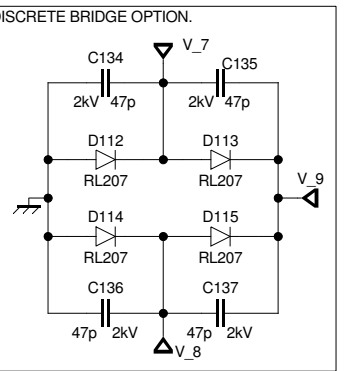 DISCRETE BRIDGE OPTION.
V_7
C134 C135
2kV 47p 2kV 47p
D112 D113
RL207 RL207
V_9
D114 D115
RL207 RL207
C136 C137
47p 2kV 47p 2kV
V_8